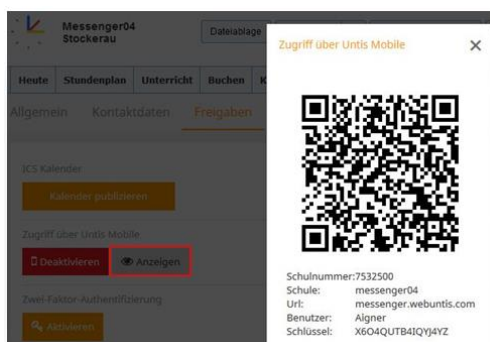 Messenger04
Stockerau
Dateiablage
Heute Stundenplan Unterricht Buchen K
Allgemein Kontaktdaten Freigaben
ICS Kalender
Kalender publizieren
Zugriff über Untis Mobile
Deaktivieren Anzeigen
Zwei-Faktor-Authentifizierung
Aktivieren
Zugriff über Untis Mobile
Schulnummer:7532500
Schule: messenger04
Url: messenger.webuntis.com
Benutzer: Aigner
Schlüssel: X6O4QUTB4IQYJ4YZ